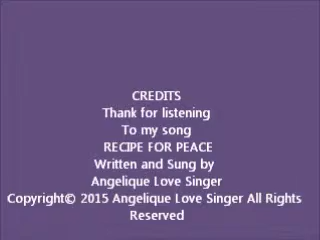 CREDITS
Thank for listening
To my song
RECIPE FOR PEACE
Written and Sung by
Angelique Love Singer
Copyright© 2015 Angelique Love Singer All Rights
Reserved